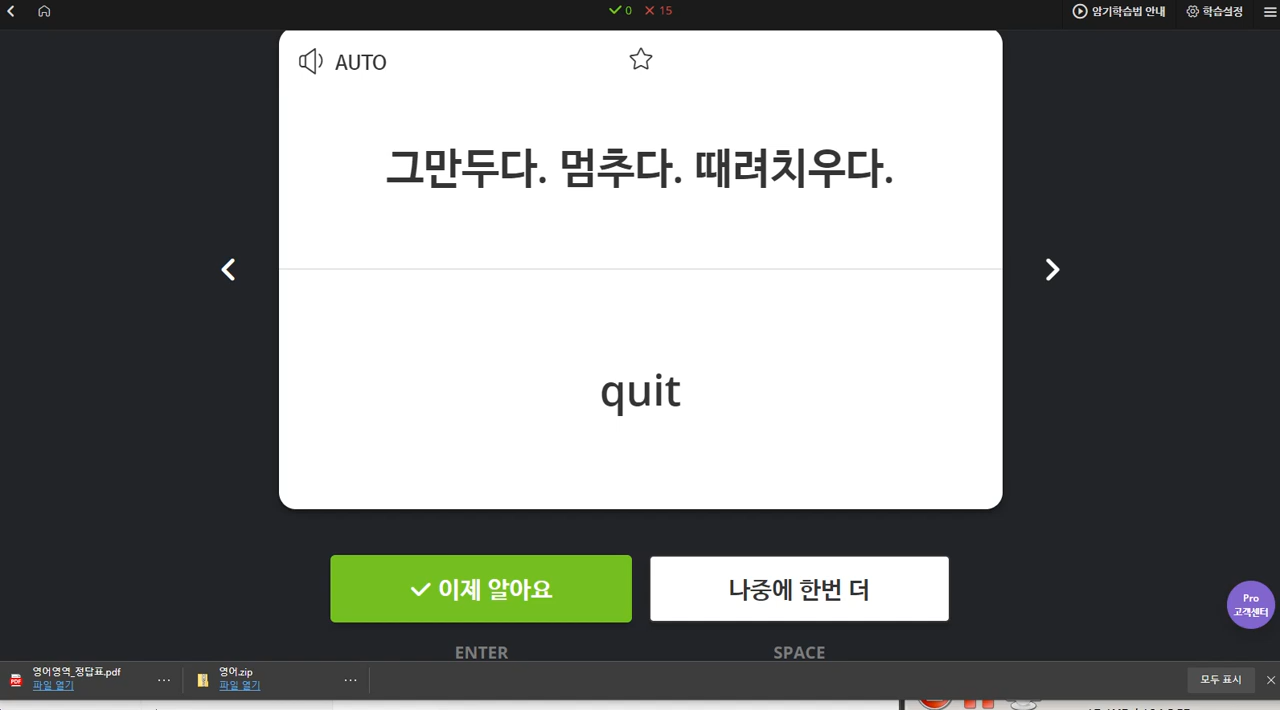 0 15 암기학습법 안내 학습설정
AUTO
그만두다. 멈추다. 때려치우다.
quit
이제 알아요 나중에 한번 더
Pro
고객센터
ENTER SPACE
영어영역_정답표.pdf 영어.zip
파일 열기 파일 열기 모두 표시
PDF